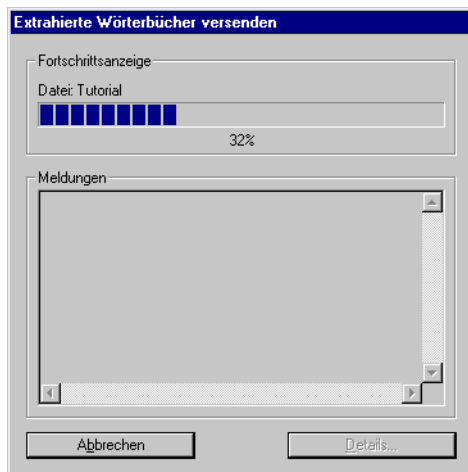 Extrahierte Wörterbücher versenden
Fortschrittsanzeige
Datei: Tutorial
32%
Meldungen
Abbrechen
Details...